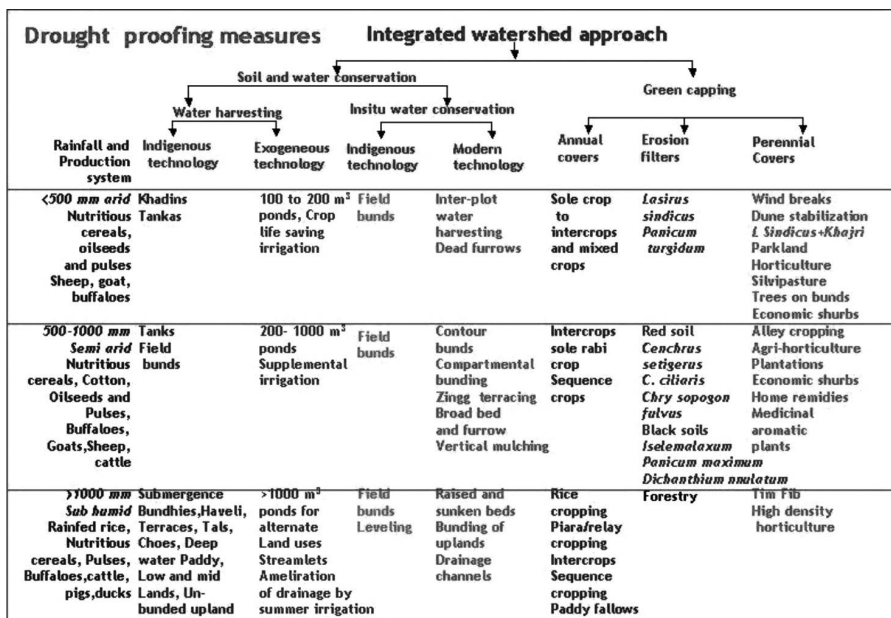 Drought proofing measures
Integrated watershed approach
Soil and water conservation
Green capping
Water harvesting
Insitu water conservation
Rainfall and
Production
system
Indigenous
technology
Exogeneous
technology
Indigenous
technology
Modern
technology
Annual
covers
Erosion
filters
Perennial
Covers
<500 mm arid
Nutritious
cereals,
oilseeds
and pulses
Sheep, goat,
buffaloes
Khadins
Tankas
100 to 200 m³
ponds, Crop
life saving
irrigation
Field
bunds
Inter-plot
water
harvesting
Dead furrows
Sole crop
to
intercrops
and mixed
crops
Lasirus
sindicus
Panicum
turgidum
Wind breaks
Dune stabilization
L Sindicus+Khajri
Parkland
Horticulture
Silvipasture
Trees on bunds
Economic shurbs
500-1000 mm
Semi arid
Nutritious
cereals, Cotton,
Oilseeds and
Pulses,
Buffaloes,
Goats,Sheep,
cattle
Tanks
Field
bunds
200- 1000 m³
ponds
Supplemental
irrigation
Field
bunds
Contour
bunds
Compartmental
bunding
Zingg terracing
Broad bed
and furrow
Vertical mulching
Intercrops
sole rabi
crop
Sequence
crops
Red soil
Cenchrus
setigerus
C. ciliaris
Chry sopogon
fulvus
Black soils
Iselemalaxum
Panicum maximum
Dichanthium nnulatum
Alley cropping
Agri-horticulture
Plantations
Economic shurbs
Home remidies
Medicinal
aromatic
plants
>1000 mm
Sub humid
Rainfed rice,
Nutritious
cereals, Pulses,
Buffaloes,cattle,
pigs,ducks
Submergence
Bundhies,Haveli,
Terraces, Tals,
Choes, Deep
water Paddy,
Low and mid
Lands, Un-
bunded upland
>1000 m³
ponds for
alternate
Land uses
Streamlets
Ameliration
of drainage by
summer irrigation
Field
bunds
Leveling
Raised and
sunken beds
Bunding of
uplands
Drainage
channels
Rice
cropping
Piara/relay
cropping
Intercrops
Sequence
cropping
Paddy fallows
Forestry
Tim Fib
High density
horticulture